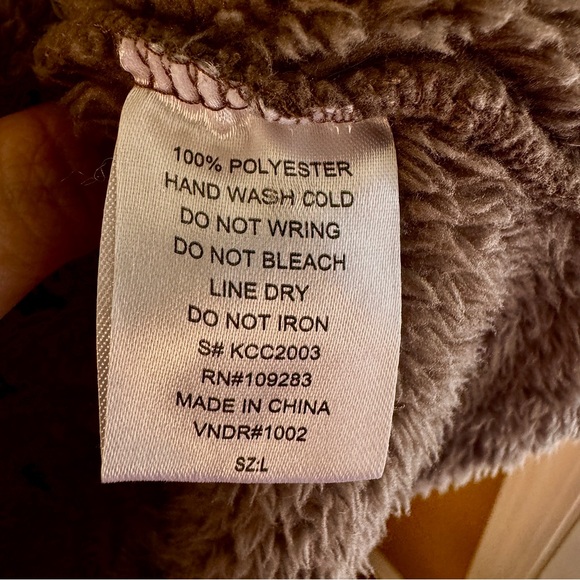 100% POLYESTER
HAND WASH COLD
DO NOT WRING
DO NOT BLEACH
LINE DRY
DO NOT IRON
S# KCC2003
RN#109283
MADE IN CHINA
VNDR#1002
SZ:L